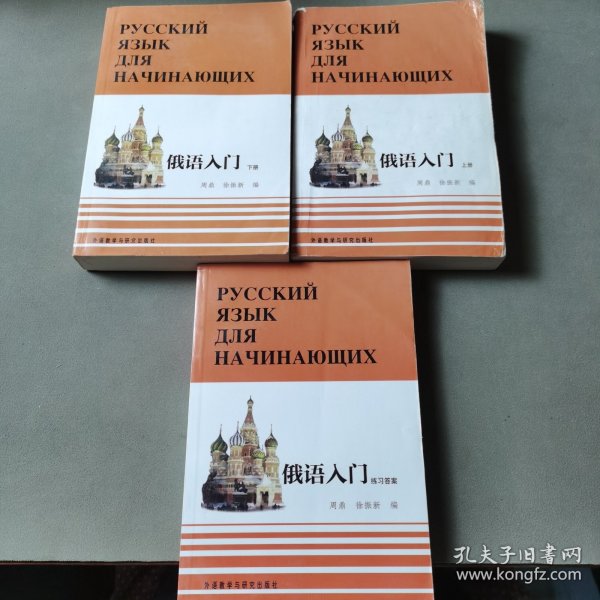 РУССКИЙ
ЯЗЫК
ДЛЯ
НАЧИНАЮЩИХ
俄语入门 下册
周鼎 徐振新 编
外语教学与研究出版社
РУССКИЙ
ЯЗЫК
ДЛЯ
НАЧИНАЮЩИХ
俄语入门 上册
周鼎 徐振新 编
外语教学与研究出版社
РУССКИЙ
ЯЗЫК
ДЛЯ
НАЧИНАЮЩИХ
俄语入门 练习答案
周鼎 徐振新 编
外语教学与研究出版社
孔夫子旧书网
www.kongfz.com